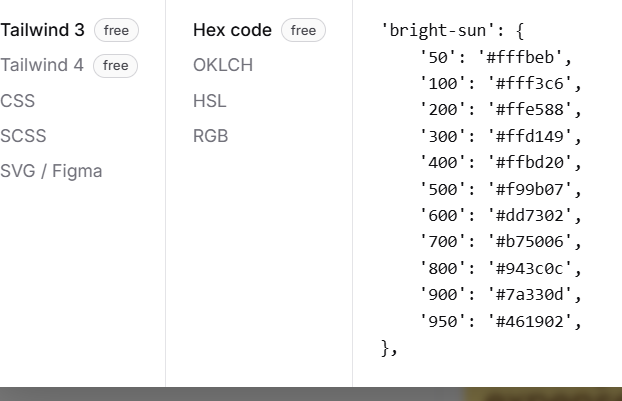 Tailwind 3 free
Tailwind 4 free
CSS
SCSS
SVG / Figma
Hex code free
OKLCH
HSL
RGB
'bright-sun': {
    '50': '#fffbeb',
    '100': '#fff3c6',
    '200': '#ffe588',
    '300': '#ffd149',
    '400': '#ffbd20',
    '500': '#f99b07',
    '600': '#dd7302',
    '700': '#b75006',
    '800': '#943c0c',
    '900': '#7a330d',
    '950': '#461902',
},